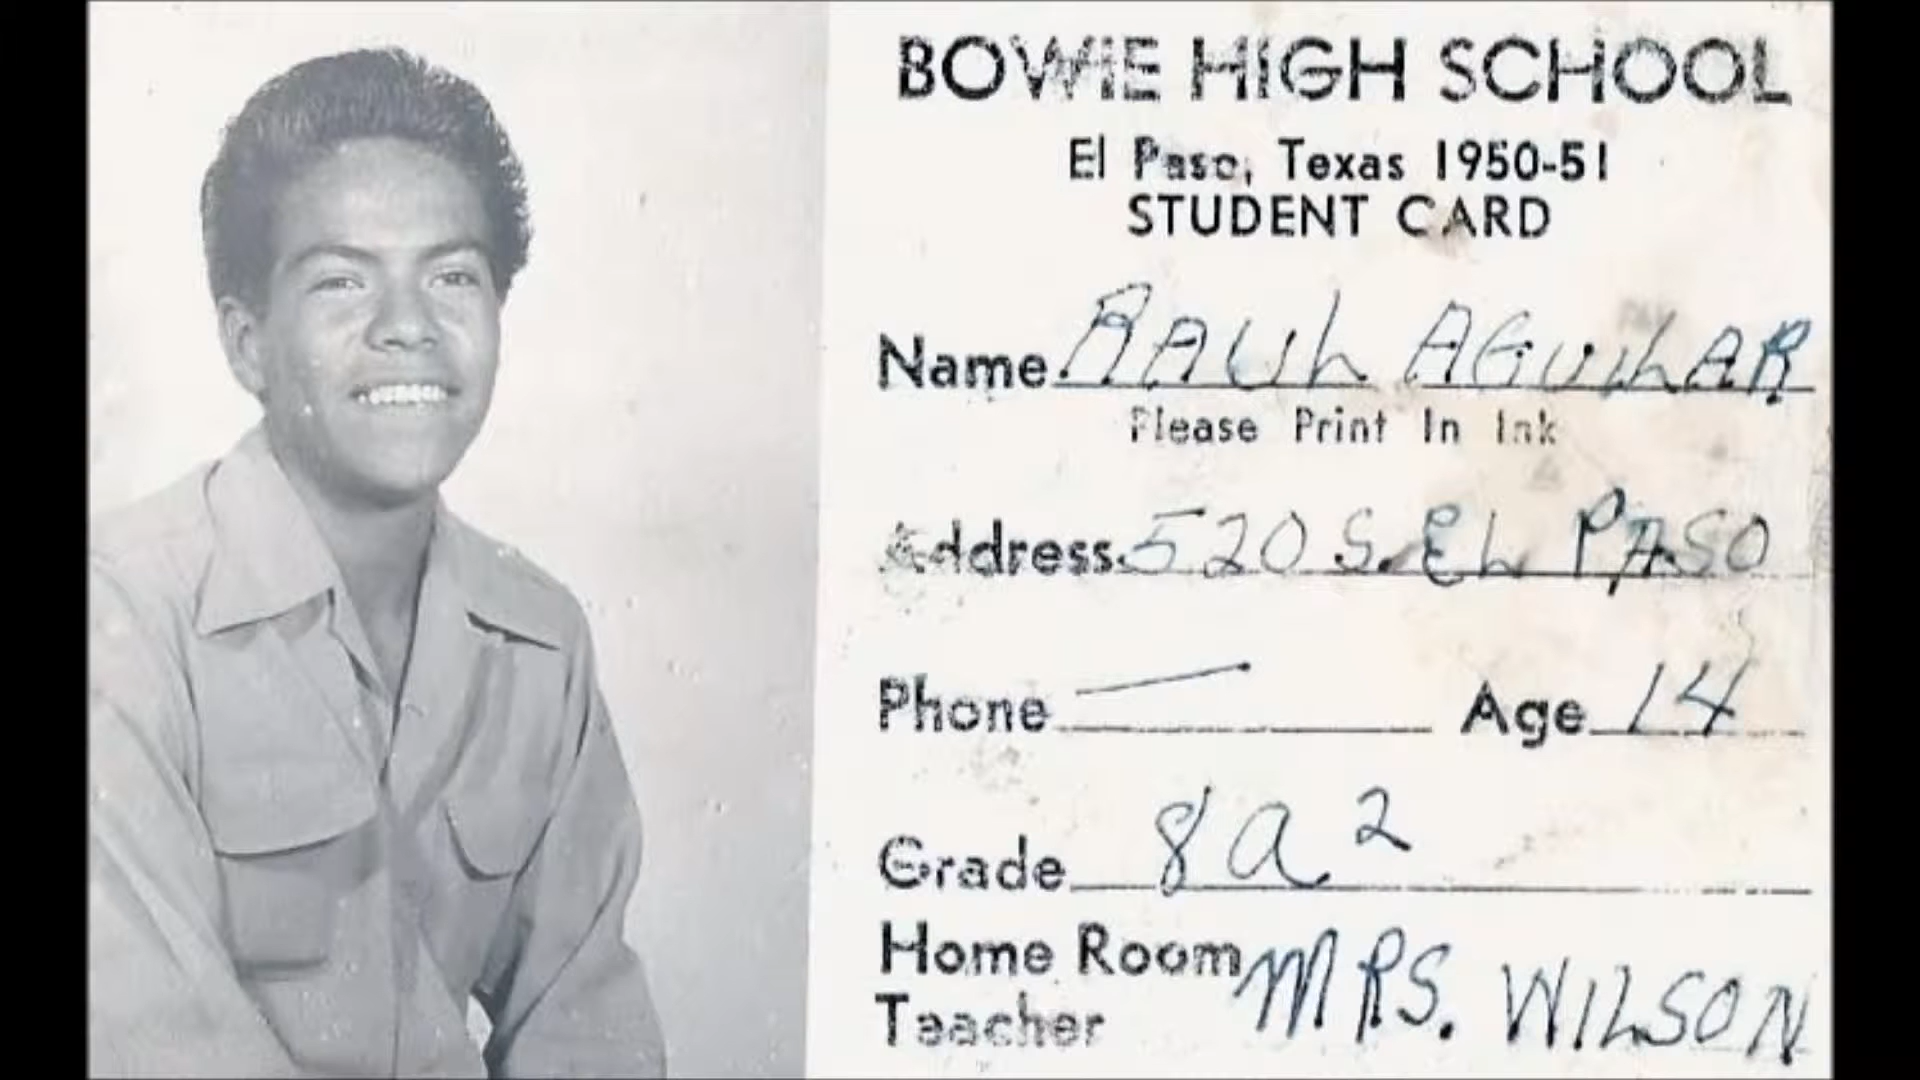 BOWIE HIGH SCHOOL
El Paso, Texas 1950-51
STUDENT CARD
Name RAUL AGUILAR
Please Print In Ink
Address 520 S. EL PASO
Phone — Age 14
Grade 8a2
Home Room
Teacher MRS. WILSON